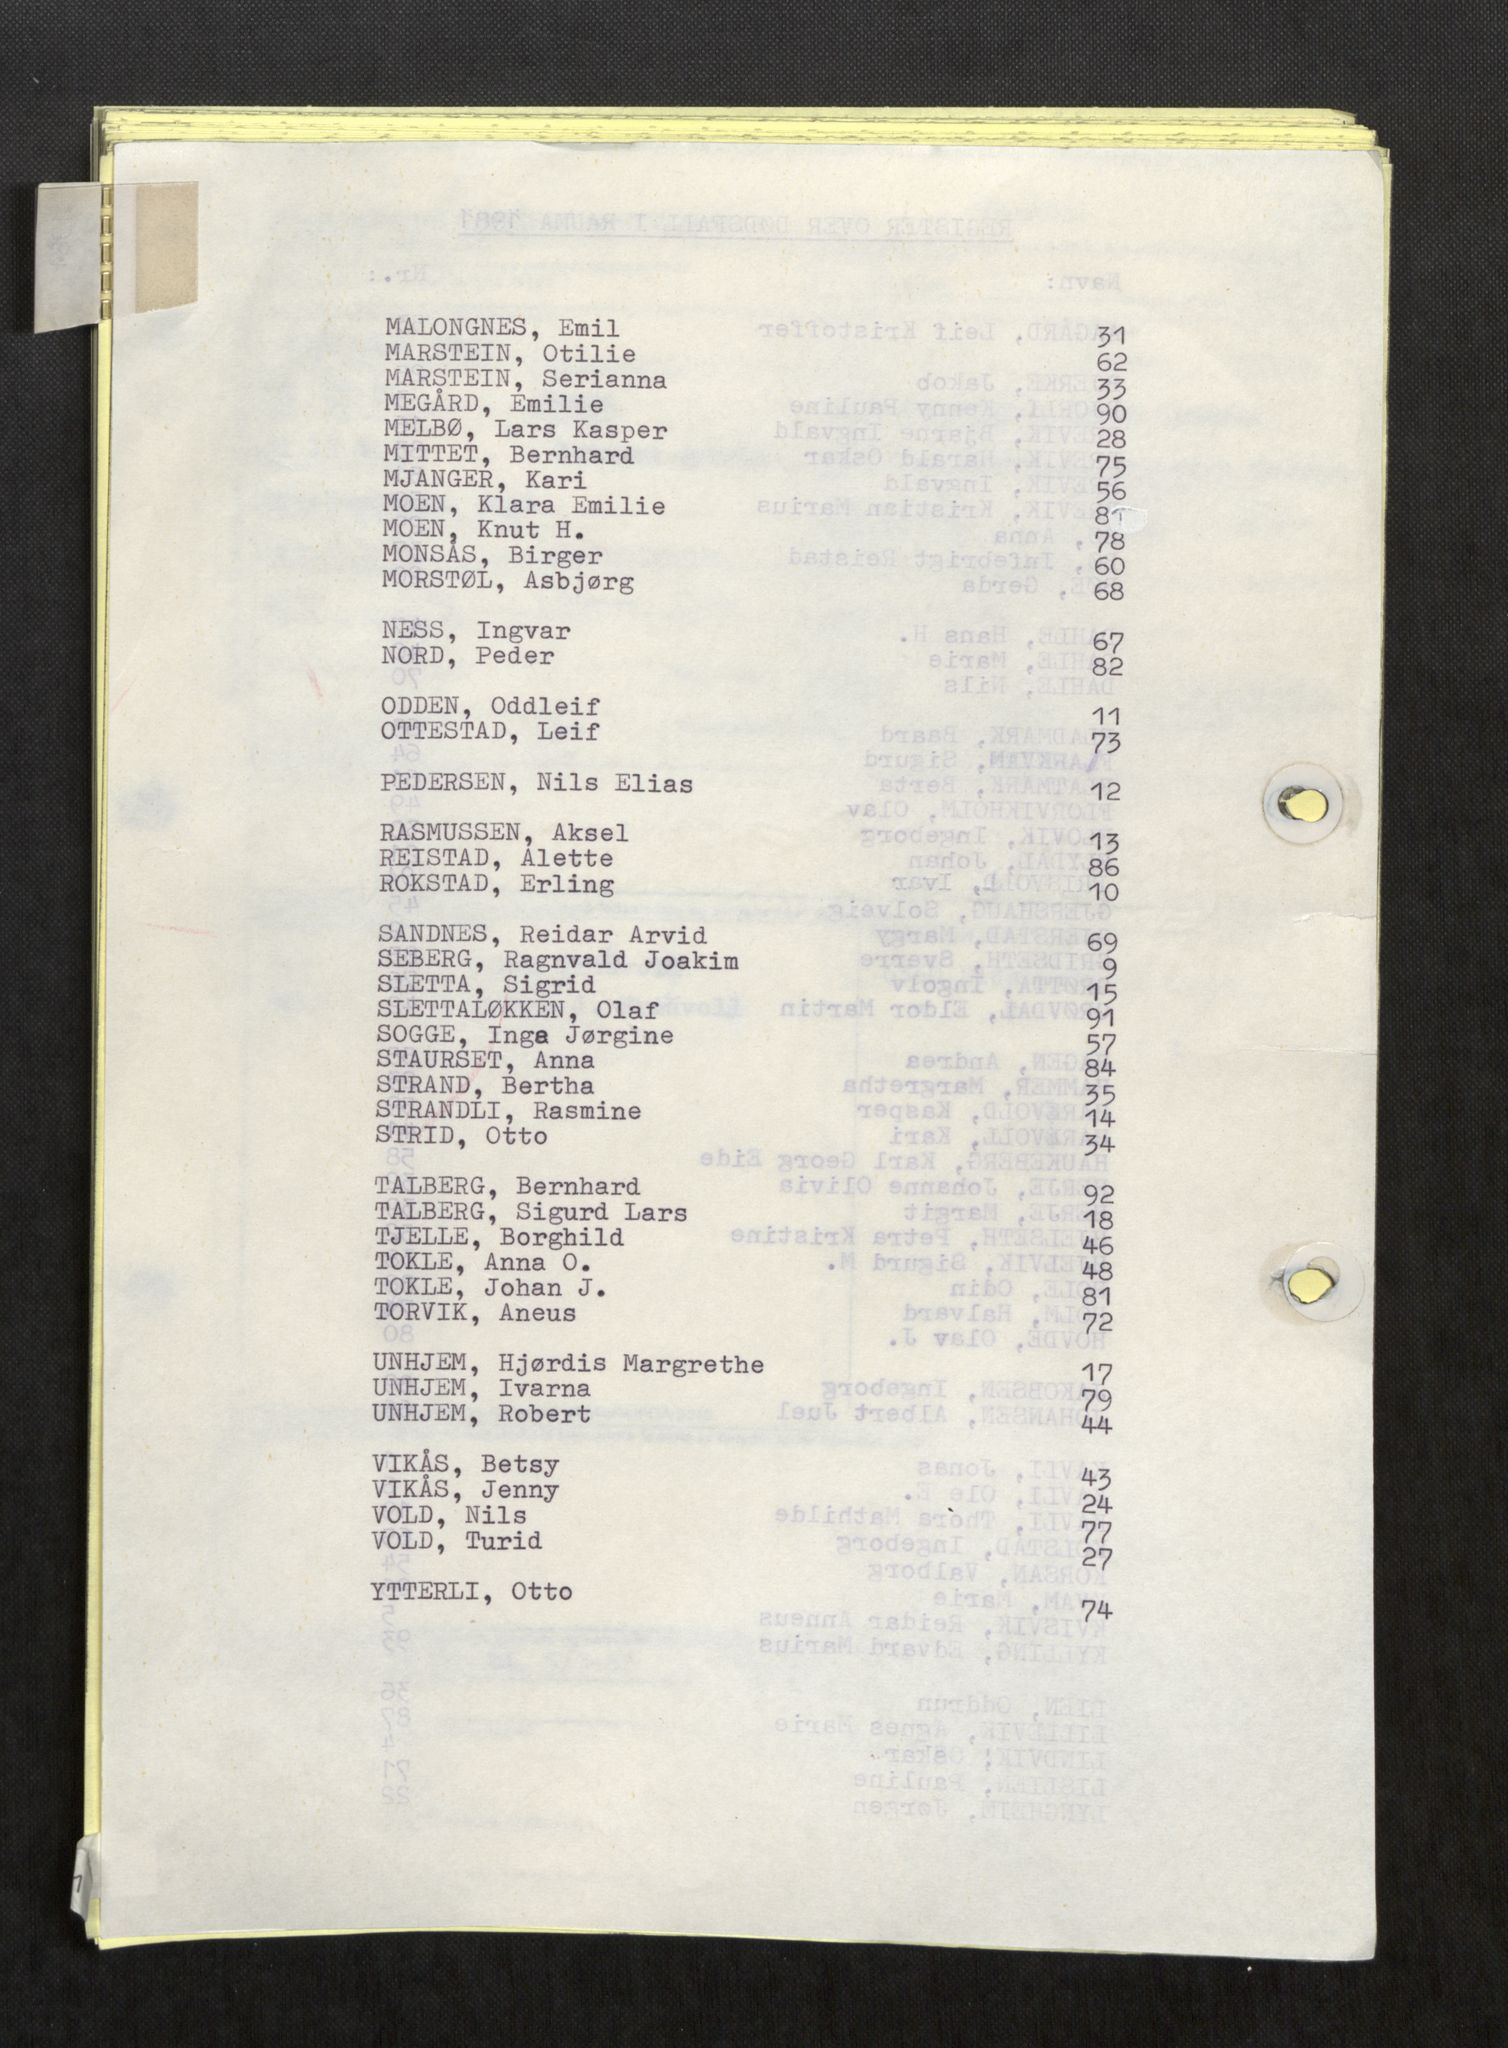 MALONGNES, Emil 31
MARSTEIN, Otilie 62
MARSTEIN, Serianna 33
MEGÅRD, Emilie 90
MELBØ, Lars Kasper 28
MITTET, Bernhard 75
MJANGER, Kari 56
MOEN, Klara Emilie 81
MOEN, Knut H. 78
MONSÅS, Birger 60
MORSTØL, Asbjørg 68
NESS, Ingvar 67
NORD, Peder 82
ODDEN, Oddleif 11
OTTESTAD, Leif 73
PEDERSEN, Nils Elias 12
RASMUSSEN, Aksel 13
REISTAD, Alette 86
ROKSTAD, Erling 10
SANDNES, Reidar Arvid 69
SEBERG, Ragnvald Joakim 9
SLETTA, Sigrid 15
SLETTALØKKEN, Olaf 91
SOGGE, Inga Jørgine 57
STAURSET, Anna 84
STRAND, Bertha 35
STRANDLI, Rasmine 14
STRID, Otto 34
TALBERG, Bernhard 92
TALBERG, Sigurd Lars 18
TJELLE, Borghild 46
TOKLE, Anna O. 48
TOKLE, Johan J. 81
TORVIK, Aneus 72
UNHJEM, Hjørdis Margrethe 17
UNHJEM, Ivarna 79
UNHJEM, Robert 44
VIKÅS, Betsy 43
VIKÅS, Jenny 24
VOLD, Nils 77
VOLD, Turid 27
YTTERLI, Otto 74